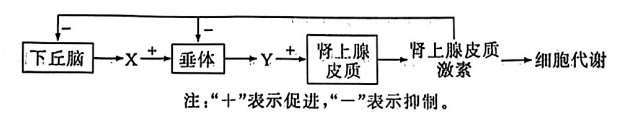 － －
下丘脑 X + 垂体 Y + 肾上腺皮质 肾上腺皮质激素 细胞代谢
注:“+”表示促进,“－”表示抑制。